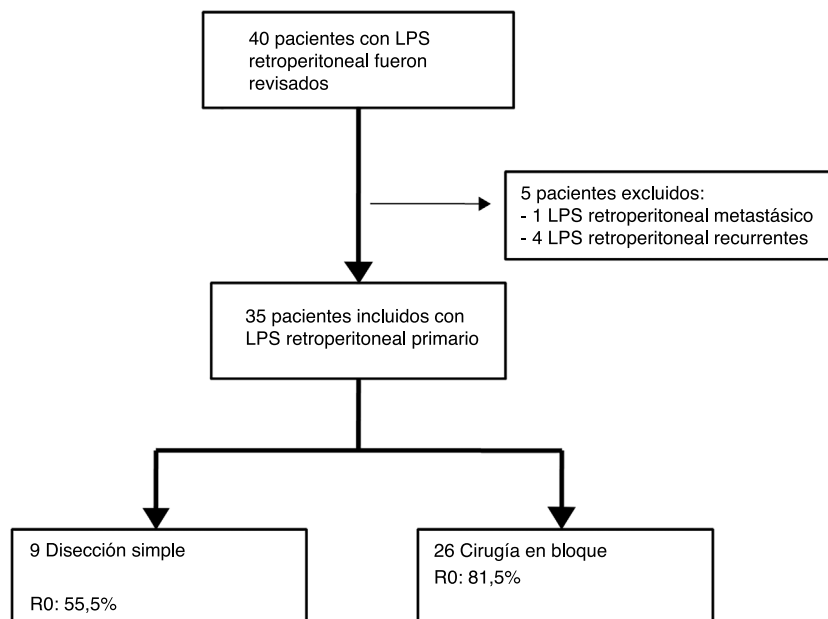 40 pacientes con LPS
retroperitoneal fueron
revisados
5 pacientes excluidos:
- 1 LPS retroperitoneal metastásico
- 4 LPS retroperitoneal recurrentes
35 pacientes incluidos con
LPS retroperitoneal primario
9 Disección simple
R0: 55,5%
26 Cirugía en bloque
R0: 81,5%